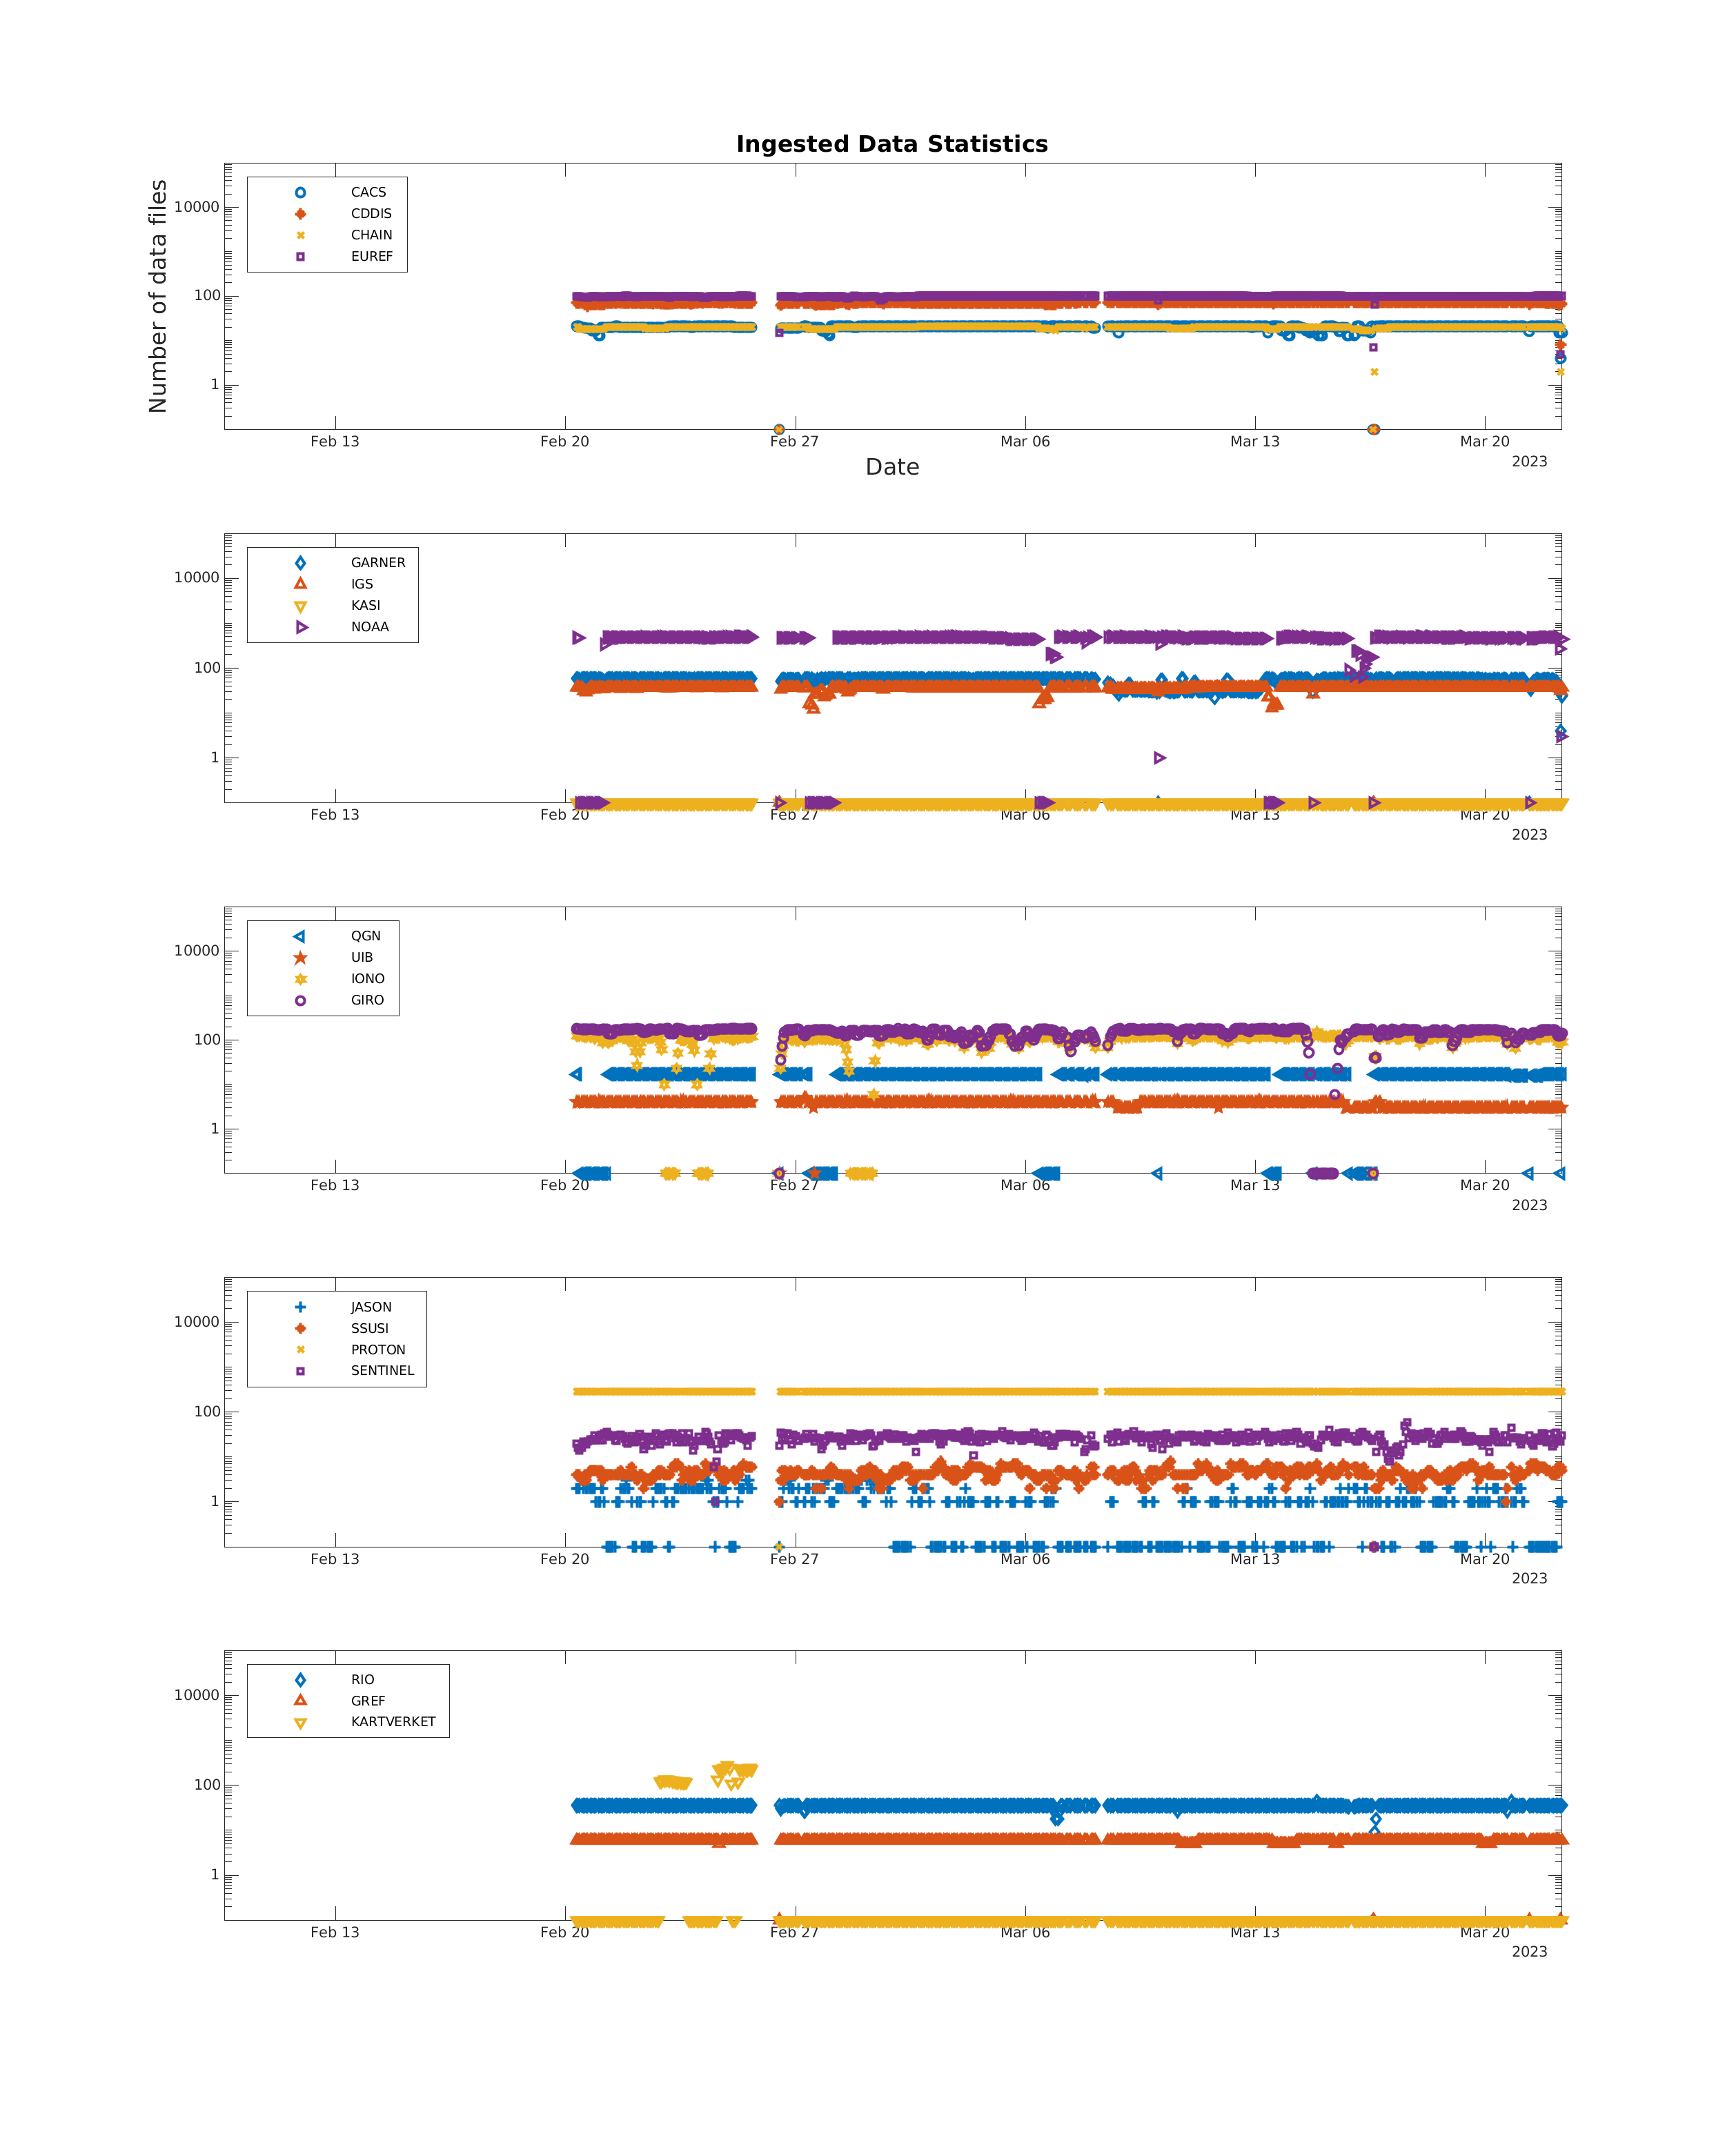 Ingested Data Statistics
Number of data files
CACS
CDDIS
CHAIN
EUREF
10000
100
1
Feb 13 Feb 20 Feb 27 Mar 06 Mar 13 Mar 20
2023
Date
GARNER
IGS
KASI
NOAA
10000
100
1
Feb 13 Feb 20 Feb 27 Mar 06 Mar 13 Mar 20
2023
QGN
UIB
IONO
GIRO
10000
100
1
Feb 13 Feb 20 Feb 27 Mar 06 Mar 13 Mar 20
2023
JASON
SSUSI
PROTON
SENTINEL
10000
100
1
Feb 13 Feb 20 Feb 27 Mar 06 Mar 13 Mar 20
2023
RIO
GREF
KARTVERKET
10000
100
1
Feb 13 Feb 20 Feb 27 Mar 06 Mar 13 Mar 20
2023